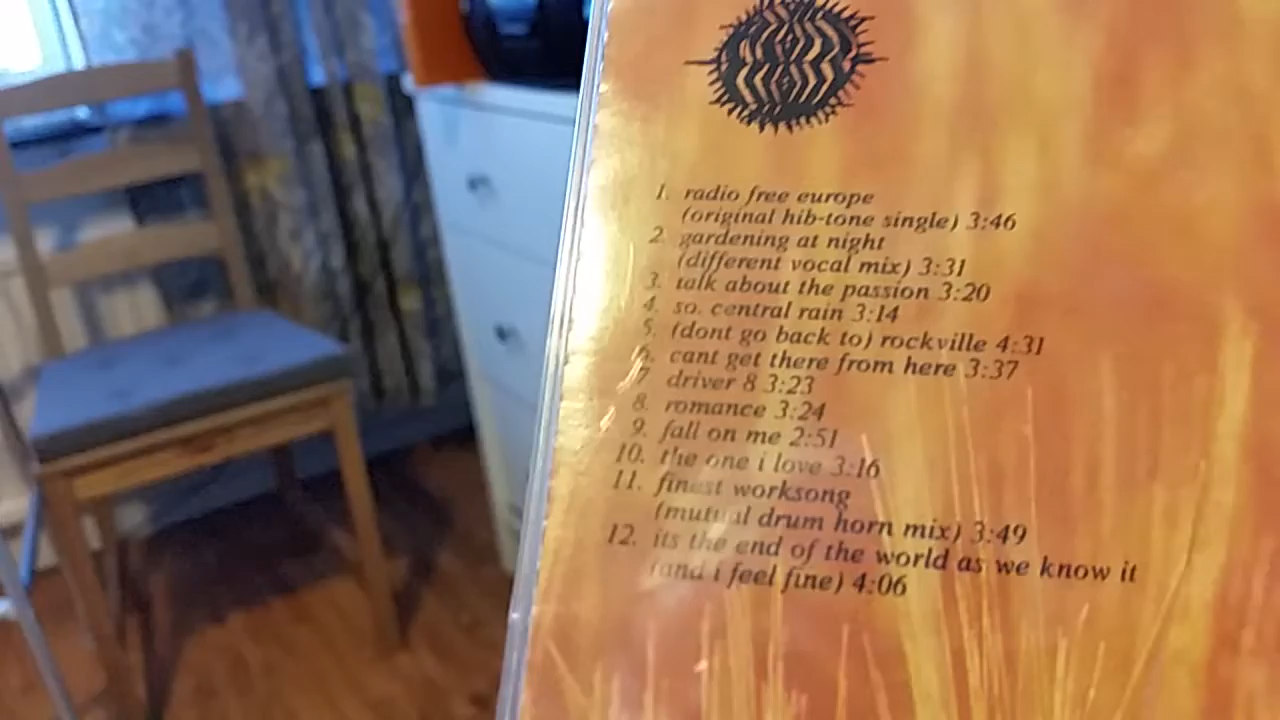 1. radio free europe
(original hib-tone single) 3:46
2. gardening at night
(different vocal mix) 3:31
3. talk about the passion 3:20
4. so. central rain 3:14
5. (dont go back to) rockville 4:31
6. cant get there from here 3:37
7 driver 8 3:23
8. romance 3:24
9. fall on me 2:51
10. the one i love 3:16
11. finest worksong
(mutual drum horn mix) 3:49
12. its the end of the world as we know it
(and i feel fine) 4:06